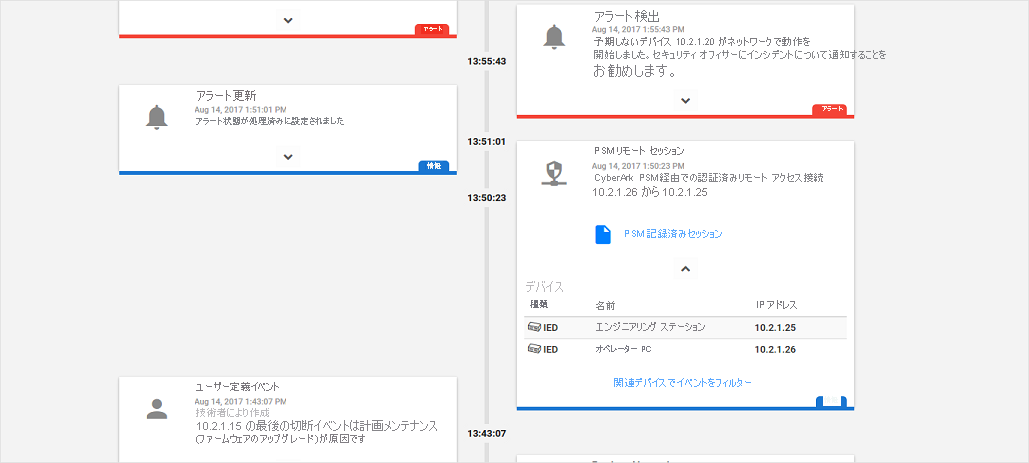 アラート
アラート検出
Aug 14, 2017 1:55:43 PM
予期しないデバイス 10.2.1.20 がネットワークで動作を
開始しました。セキュリティ オフィサーにインシデントについて通知することを
お勧めします。
アラート
13:55:43
アラート更新
Aug 14, 2017 1:51:01 PM
アラート状態が処理済みに設定されました
情報
13:51:01
PSMリモート セッション
Aug 14, 2017 1:50:23 PM
CyberArk PSM経由での認証済みリモート アクセス接続
10.2.1.26 から 10.2.1.25
13:50:23
PSM記録済みセッション
デバイス
種類 名前 IPアドレス
IED エンジニアリング ステーション 10.2.1.25
IED オペレーター PC 10.2.1.26
関連デバイスでイベントをフィルター
ユーザー定義イベント
Aug 14, 2017 1:43:07 PM
技術者により作成
10.2.1.15 の最後の切断イベントは計画メンテナンス
(ファームウェアのアップグレード)が原因です
13:43:07